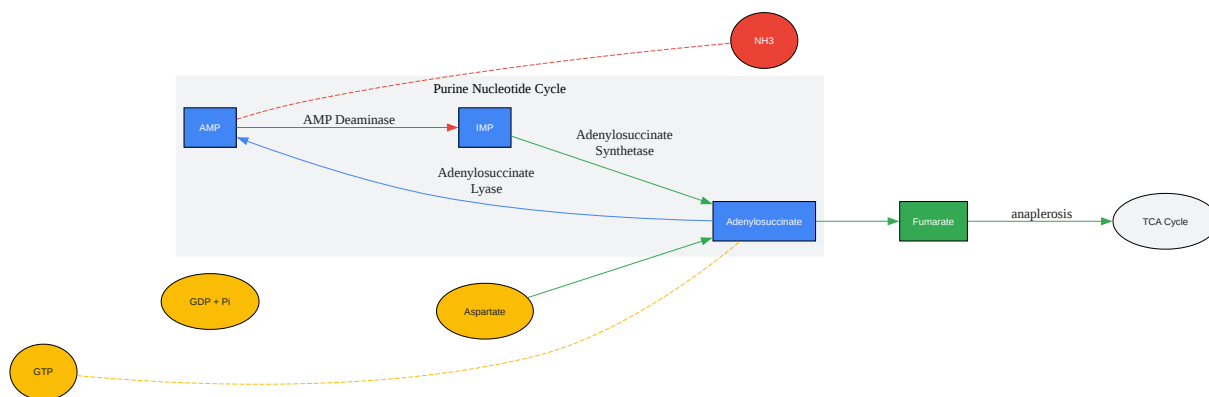 NH3
Purine Nucleotide Cycle
AMP
AMP Deaminase
IMP
Adenylosuccinate
Synthetase
Adenylosuccinate
Lyase
Adenylosuccinate
Fumarate
anaplerosis
TCA Cycle
GDP + Pi
Aspartate
GTP